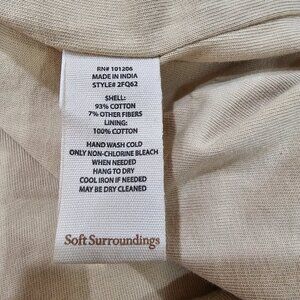 RN# 101206
MADE IN INDIA
STYLE# 2FQ62
SHELL:
93% COTTON
7% OTHER FIBERS
LINING:
100% COTTON
HAND WASH COLD
ONLY NON-CHLORINE BLEACH
WHEN NEEDED
HANG TO DRY
COOL IRON IF NEEDED
MAY BE DRY CLEANED
Soft Surroundings